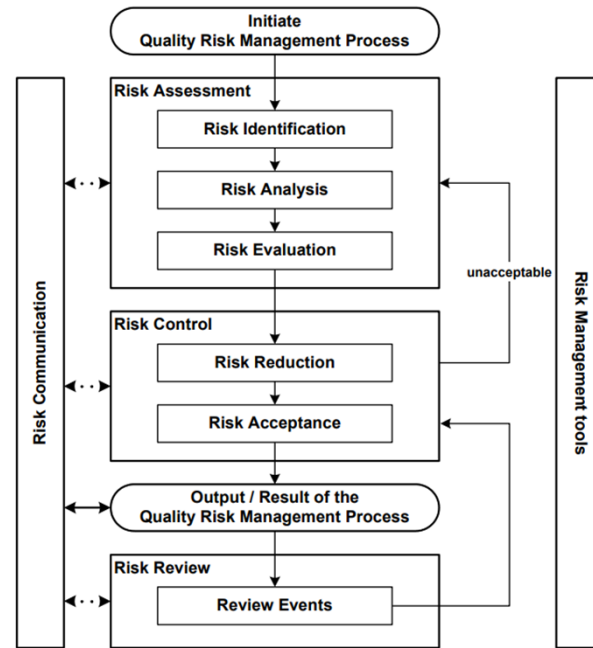 Initiate
Quality Risk Management Process
Risk Assessment
Risk Identification
Risk Analysis
Risk Evaluation
unacceptable
Risk Control
Risk Reduction
Risk Acceptance
Output / Result of the
Quality Risk Management Process
Risk Review
Review Events
Risk Communication
Risk Management tools